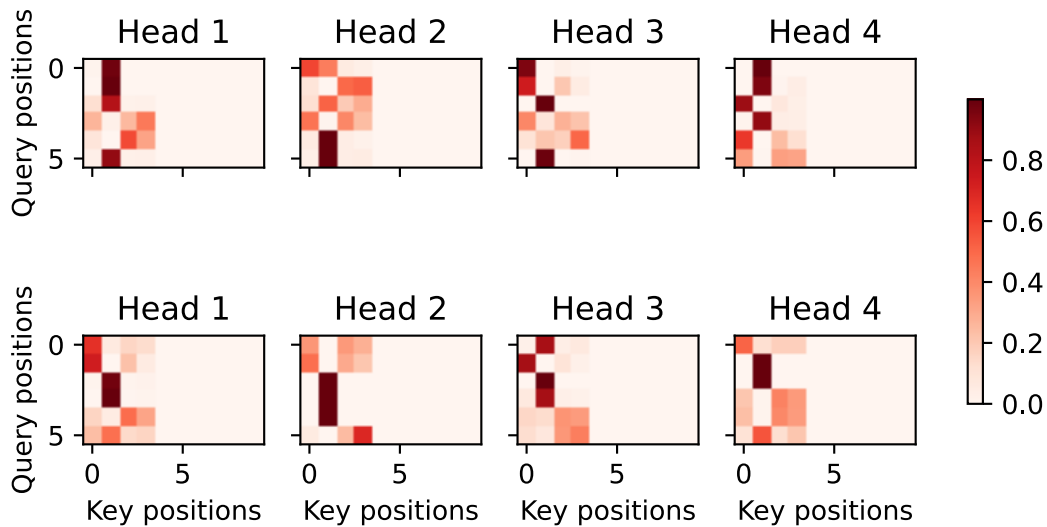 Head 1 Head 2 Head 3 Head 4
Query positions
0
5
0.8
0.6
0.4
0.2
0.0
Head 1 Head 2 Head 3 Head 4
Query positions
0
5
0 5 0 5 0 5 0 5
Key positions Key positions Key positions Key positions